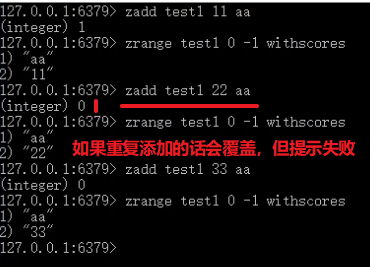 127.0.0.1:6379> zadd test1 11 aa
(integer) 1
127.0.0.1:6379> zrange test1 0 -1 withscores
1) "aa"
2) "11"
127.0.0.1:6379> zadd test1 22 aa
(integer) 0
127.0.0.1:6379> zrange test1 0 -1 withscores
1) "aa"
2) "22"
如果重复添加的话会覆盖，但提示失败
127.0.0.1:6379> zadd test1 33 aa
(integer) 0
127.0.0.1:6379> zrange test1 0 -1 withscores
1) "aa"
2) "33"
127.0.0.1:6379>